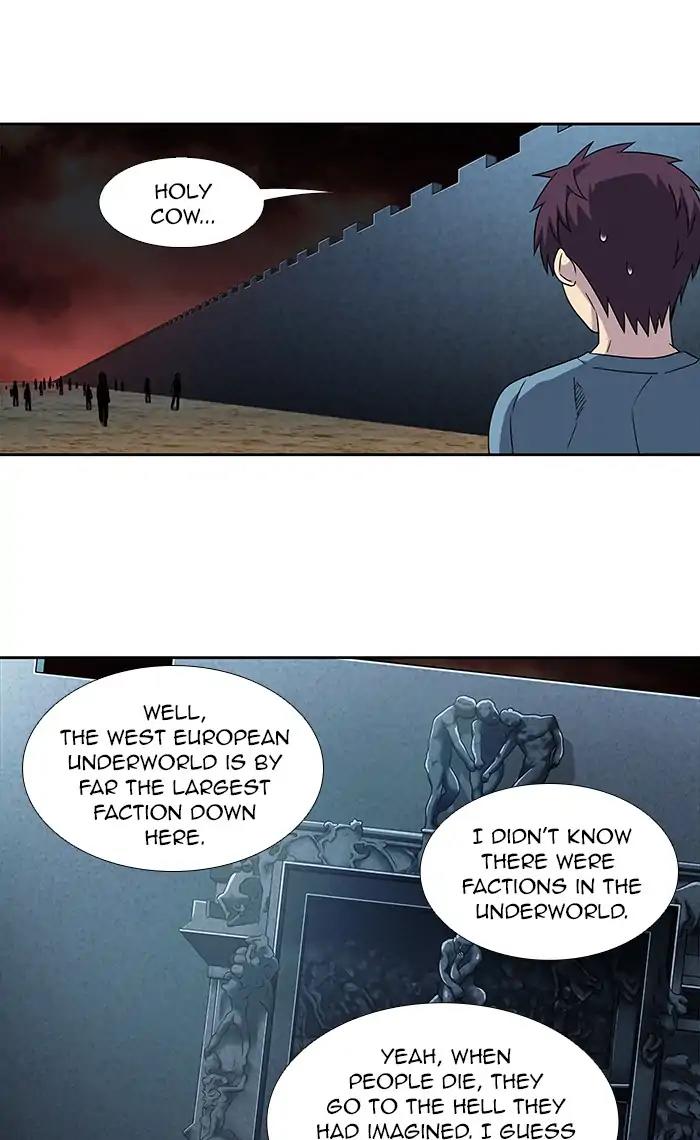 HOLY
COW...
WELL,
THE WEST EUROPEAN
UNDERWORLD IS BY
FAR THE LARGEST
FACTION DOWN
HERE.
I DIDN'T KNOW
THERE WERE
FACTIONS IN THE
UNDERWORLD.
YEAH, WHEN
PEOPLE DIE, THEY
GO TO THE HELL THEY
HAD IMAGINED. I GUESS